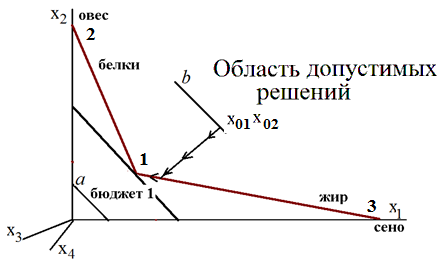 x2 овес
2
белки
b
Область допустимых
решений
x01 x02
1
a
бюджет 1
жир
3
x1
сено
x3
x4